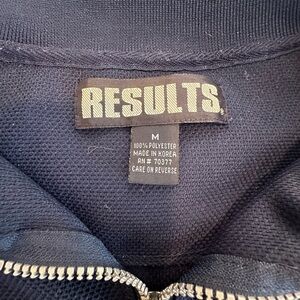 RESULTS.
M
100% POLYESTER
MADE IN KOREA
RN# 70377
CARE ON REVERSE